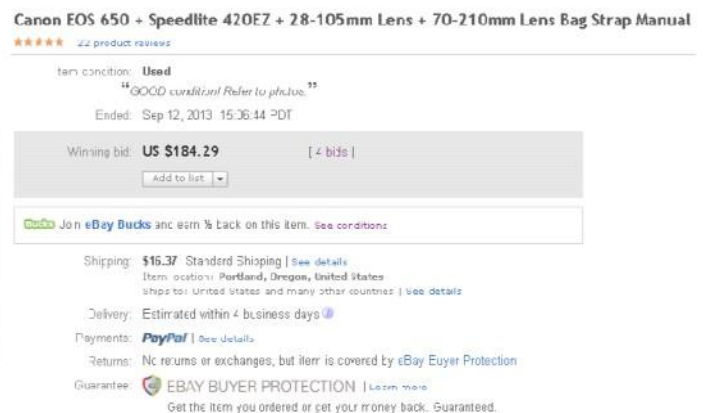 Canon EOS 650 + Speedlite 420EZ + 28-105mm Lens + 70-210mm Lens Bag Strap Manual
22 product reviews
Item condition: Used
“GOOD condition! Refer to photos.”
Ended: Sep 12, 2013 15:06:44 PDT
Winning bid: US $184.29 [ 4 bids ]
Add to list
Bucks Join eBay Bucks and earn % back on this item. See conditions
Shipping: $16.37 Standard Shipping | See details
Item location: Portland, Oregon, United States
Ships to: United States and many other countries | See details
Delivery: Estimated within 4 business days
Payments: PayPal | See details
Returns: No returns or exchanges, but item is covered by eBay Buyer Protection
Guarantee: EBAY BUYER PROTECTION | Learn more
Get the item you ordered or get your money back. Guaranteed.